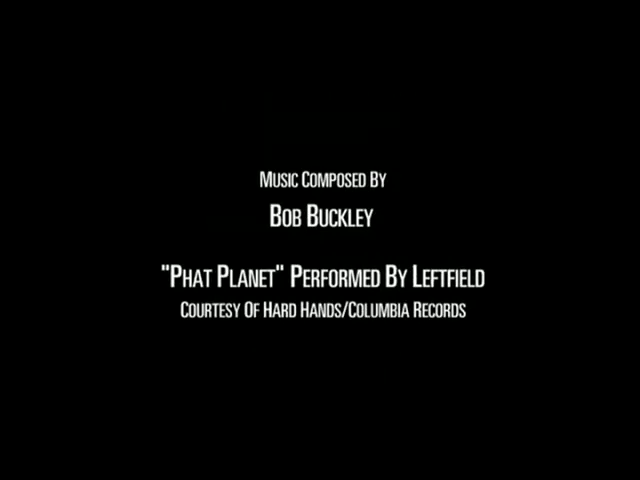 Music Composed By
Bob Buckley
"Phat Planet" Performed By Leftfield
Courtesy Of Hard Hands/Columbia Records